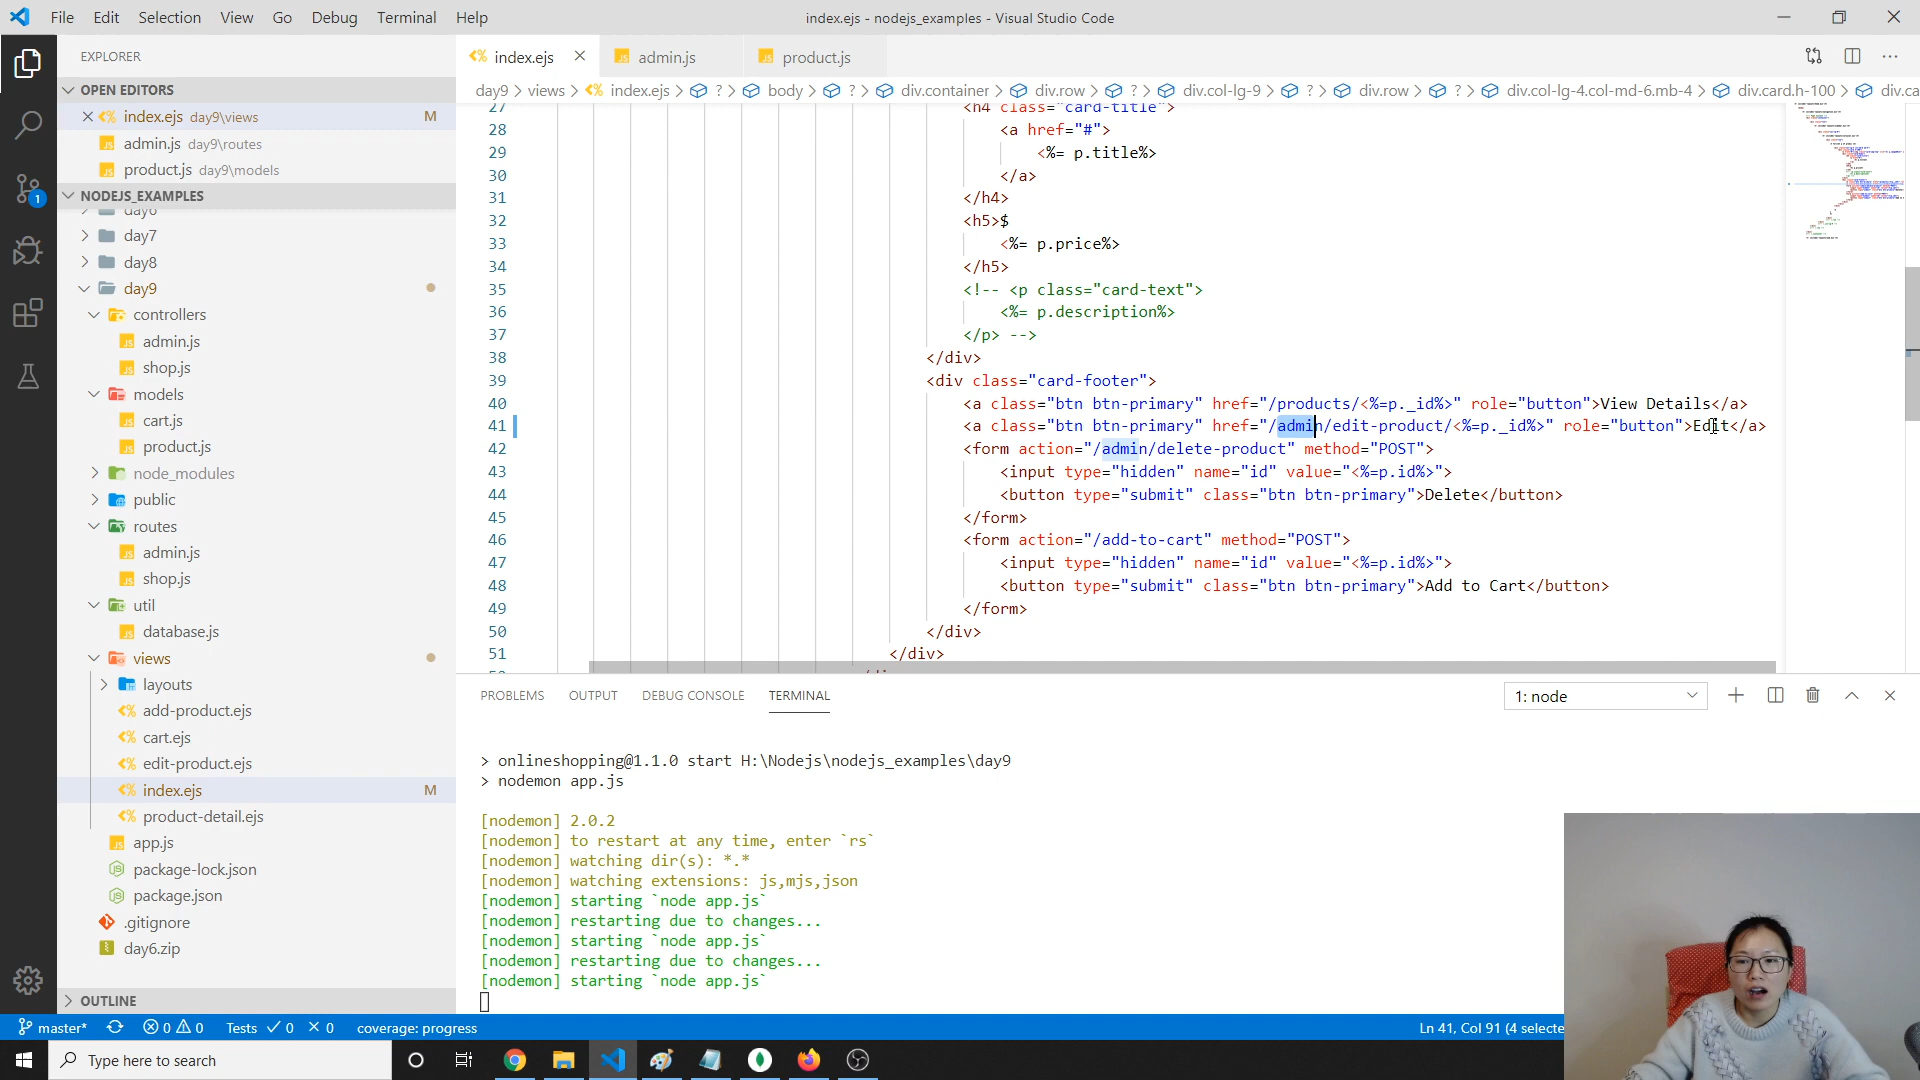 File Edit Selection View Go Debug Terminal Help
index.ejs - nodejs_examples - Visual Studio Code
EXPLORER
OPEN EDITORS
index.ejs day9\views M
admin.js day9\routes
product.js day9\models
NODEJS_EXAMPLES
day6
day7
day8
day9
controllers
admin.js
shop.js
models
cart.js
product.js
node_modules
public
routes
admin.js
shop.js
util
database.js
views
layouts
add-product.ejs
cart.ejs
edit-product.ejs
index.ejs M
product-detail.ejs
app.js
package-lock.json
package.json
.gitignore
day6.zip
OUTLINE
index.ejs admin.js product.js
day9 > views > index.ejs > ? > body > ? > div.container > div.row > ? > div.col-lg-9 > ? > div.row > ? > div.col-lg-4.col-md-6.mb-4 > div.card.h-100 > div.ca
27 <h4 class="card-title">
28 <a href="#">
29 <%= p.title%>
30 </a>
31 </h4>
32 <h5>$
33 <%= p.price%>
34 </h5>
35 <!-- <p class="card-text">
36 <%= p.description%>
37 </p> -->
38 </div>
39 <div class="card-footer">
40 <a class="btn btn-primary" href="/products/<%=p._id%>" role="button">View Details</a>
41 <a class="btn btn-primary" href="/admin/edit-product/<%=p._id%>" role="button">Edit</a>
42 <form action="/admin/delete-product" method="POST">
43 <input type="hidden" name="id" value="<%=p.id%>">
44 <button type="submit" class="btn btn-primary">Delete</button>
45 </form>
46 <form action="/add-to-cart" method="POST">
47 <input type="hidden" name="id" value="<%=p.id%>">
48 <button type="submit" class="btn btn-primary">Add to Cart</button>
49 </form>
50 </div>
51 </div>
PROBLEMS OUTPUT DEBUG CONSOLE TERMINAL 1: node
> onlineshopping@1.1.0 start H:\Nodejs\nodejs_examples\day9
> nodemon app.js
[nodemon] 2.0.2
[nodemon] to restart at any time, enter `rs`
[nodemon] watching dir(s): *.*
[nodemon] watching extensions: js,mjs,json
[nodemon] starting `node app.js`
[nodemon] restarting due to changes...
[nodemon] starting `node app.js`
[nodemon] restarting due to changes...
[nodemon] starting `node app.js`
master* 0 0 Tests 0 0 coverage: progress Ln 41, Col 91 (4 selecte
Type here to search